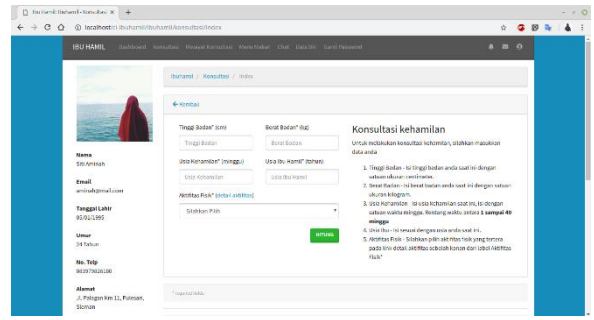 Ibu Hamil: Ibuhamil - Konsultasi
localhost
IBU HAMIL Dashboard Konsultasi Riwayat Konsultasi Menu Makan Chat Data Diri Ganti Password
Ibuhamil / Konsultasi / Index
Kembali
Tinggi Badan* (cm) Berat Badan* (kg)
Tinggi Badan Berat Badan
Usia Kehamilan* (minggu) Usia Ibu Hamil* (tahun)
Usia Kehamilan Usia Ibu Hamil
Aktifitas Fisik* (detail aktifitas)
Silahkan Pilih
HITUNG
Konsultasi kehamilan
Untuk melakukan konsultasi kehamilan, silahkan masukkan
data anda
1. Tinggi Badan - Isi tinggi badan anda saat ini dengan
satuan ukuran centimeter.
2. Berat Badan - Isi berat badan anda saat ini dengan satuan
ukuran kilogram.
3. Usia Kehamilan - Isi usia kehamilan saat ini, isi dengan
satuan waktu minggu. Rentang waktu antara 1 sampai 40
minggu
4. Usia Ibu - Isi sesuai dengan usia anda saat ini.
5. Aktifitas Fisik - Silahkan pilih aktifitas fisik yang tertera
pada link detail aktifitas sebelah kanan dari label Aktifitas
Fisik*
* required fields.
Nama
Siti Aminah
Email
aminah@mail.com
Tanggal Lahir
05/01/1995
Umur
24 Tahun
No. Telp
Alamat
Jl. Palagan Km 11, Pulesan,
Sleman